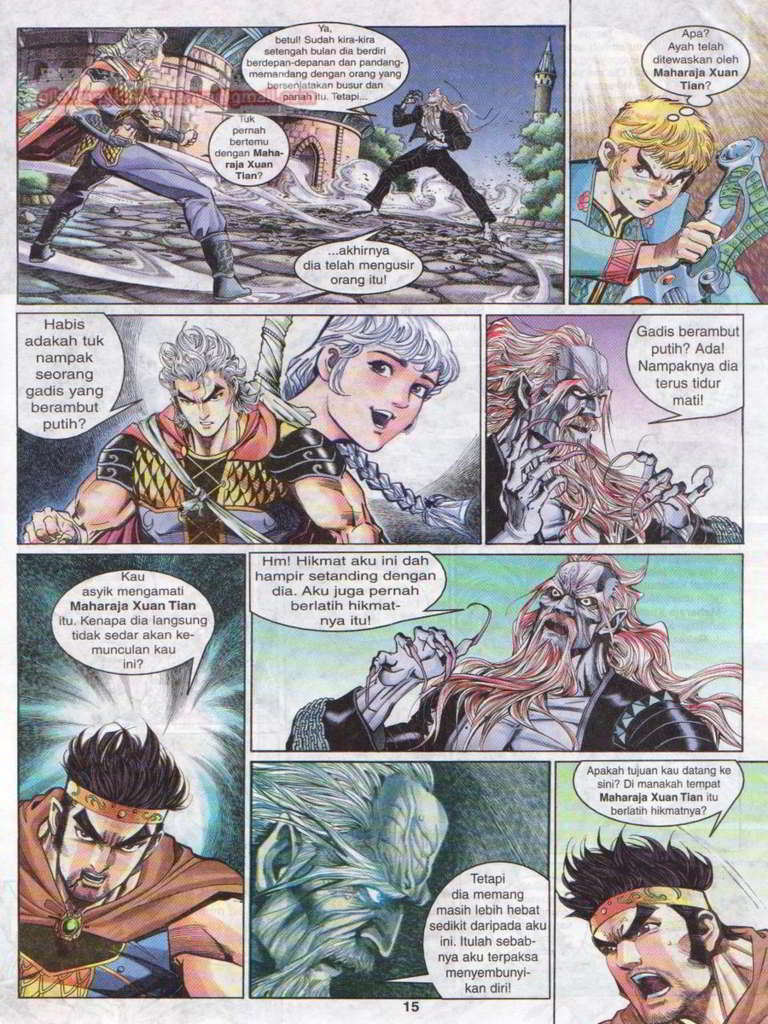 Ya,
betul! Sudah kira-kira
setengah bulan dia berdiri
berdepan-depanan dan pandang-
memandang dengan orang yang
bersenjatakan busur dan
panah itu. Tetapi...
Tuk
pernah
bertemu
dengan Maha-
raja Xuan
Tian?
...akhirnya
dia telah mengusir
orang itu!
Apa?
Ayah telah
ditewaskan oleh
Maharaja Xuan
Tian?
Habis
adakah tuk
nampak
seorang
gadis yang
berambut
putih?
Gadis berambut
putih? Ada!
Nampaknya dia
terus tidur
mati!
Kau
asyik mengamati
Maharaja Xuan Tian
itu. Kenapa dia langsung
tidak sedar akan ke-
munculan kau
ini?
Hm! Hikmat aku ini dah
hampir setanding dengan
dia. Aku juga pernah
berlatih hikmat-
nya itu!
Tetapi
dia memang
masih lebih hebat
sedikit daripada aku
ini. Itulah sebab-
nya aku terpaksa
menyembunyi-
kan diri!
Apakah tujuan kau datang ke
sini? Di manakah tempat
Maharaja Xuan Tian itu
berlatih hikmatnya?
15